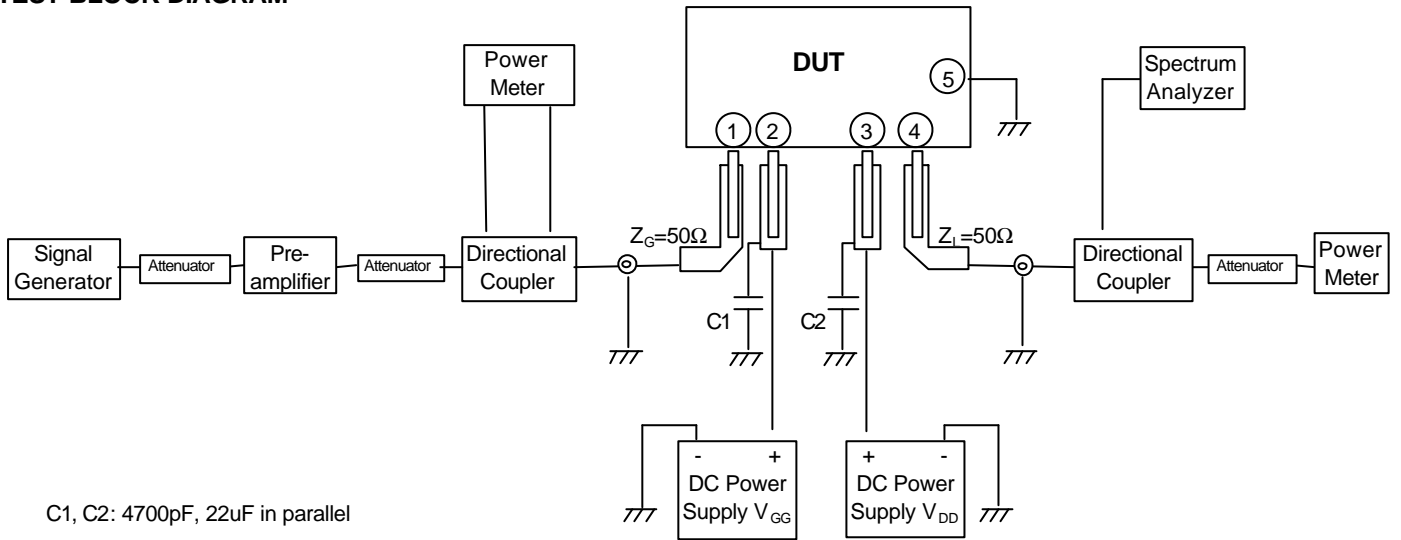 TEST BLOCK DIAGRAM
Power
Meter
DUT
5
Spectrum
Analyzer
1
2
3
4
Signal
Generator
Attenuator
Pre-
amplifier
Attenuator
Directional
Coupler
Z_G=50Ω
C1
C2
Z_L=50Ω
Directional
Coupler
Attenuator
Power
Meter
- +
DC Power
Supply V_GG
+ -
DC Power
Supply V_DD
C1, C2: 4700pF, 22uF in parallel